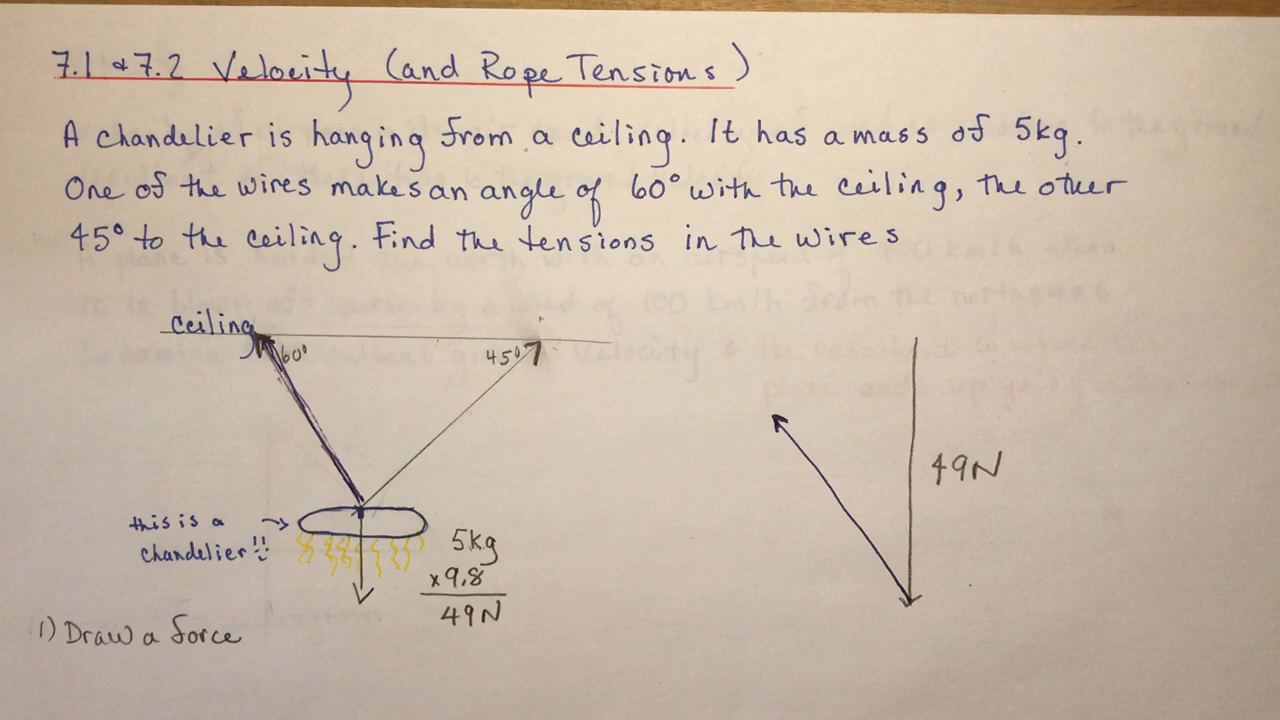 7.1 & 7.2 Velocity (and Rope Tensions)
A chandelier is hanging from a ceiling. It has a mass of 5kg.
One of the wires makes an angle of 60° with the ceiling, the other
45° to the ceiling. Find the tensions in the wires
ceiling
60°
45°
49N
this is a
chandelier!!
5kg
x9.8
49N
1) Draw a force